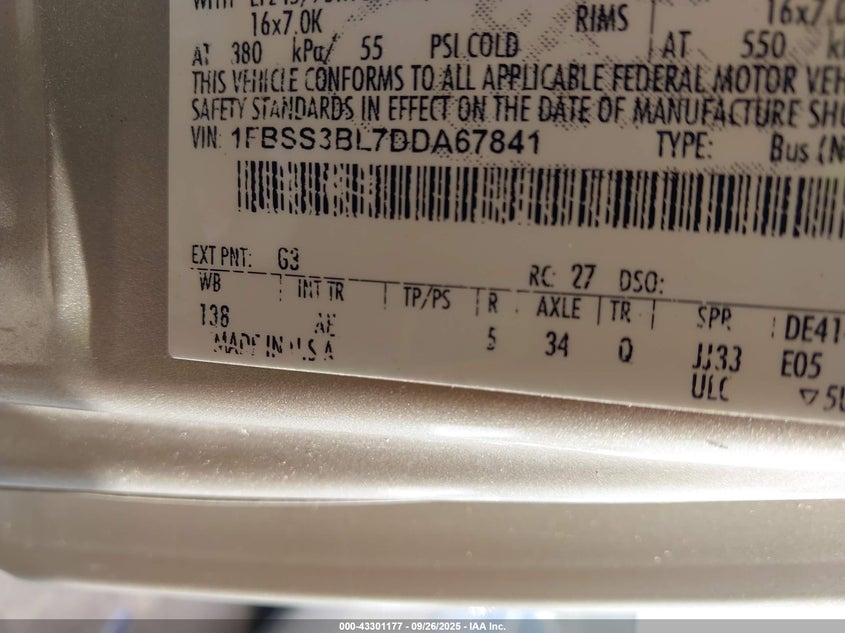 16x7.0K RIMS 16x7.0
AT 380 kPa/ 55 PSI COLD AT 550
THIS VEHICLE CONFORMS TO ALL APPLICABLE FEDERAL MOTOR VEH
SAFETY STANDARDS IN EFFECT ON THE DATE OF MANUFACTURE SHO
VIN: 1FBSS3BL7DDA67841 TYPE: Bus (N
EXT PNT: G3 RC: 27 DSO:
WB INT TR TP/PS R AXLE TR SPR
138 AE 5 34 Q JJ33 E05
MADE IN U.S.A ULC
000-43301177 - 09/26/2025 - IAA Inc.